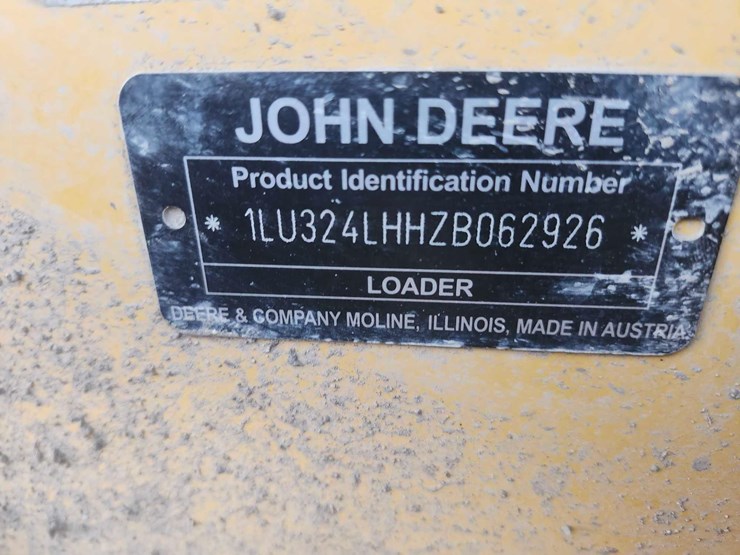 JOHN DEERE
Product Identification Number
* 1LU324LHHZB062926 *
LOADER
DEERE & COMPANY MOLINE, ILLINOIS, MADE IN AUSTRIA